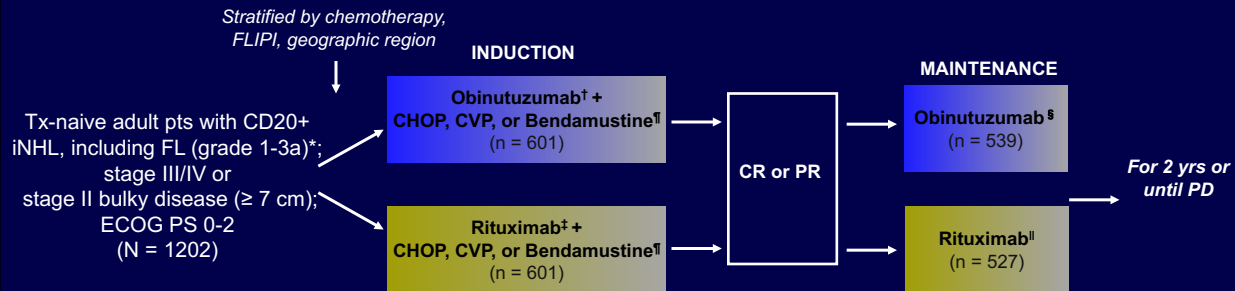 Stratified by chemotherapy,
FLIPI, geographic region
INDUCTION
MAINTENANCE
Tx-naive adult pts with CD20+
iNHL, including FL (grade 1-3a)*;
stage III/IV or
stage II bulky disease (≥ 7 cm);
ECOG PS 0-2
(N = 1202)
Obinutuzumab† +
CHOP, CVP, or Bendamustine¶
(n = 601)
Rituximab‡ +
CHOP, CVP, or Bendamustine¶
(n = 601)
CR or PR
Obinutuzumab§
(n = 539)
Rituximab‖
(n = 527)
For 2 yrs or
until PD